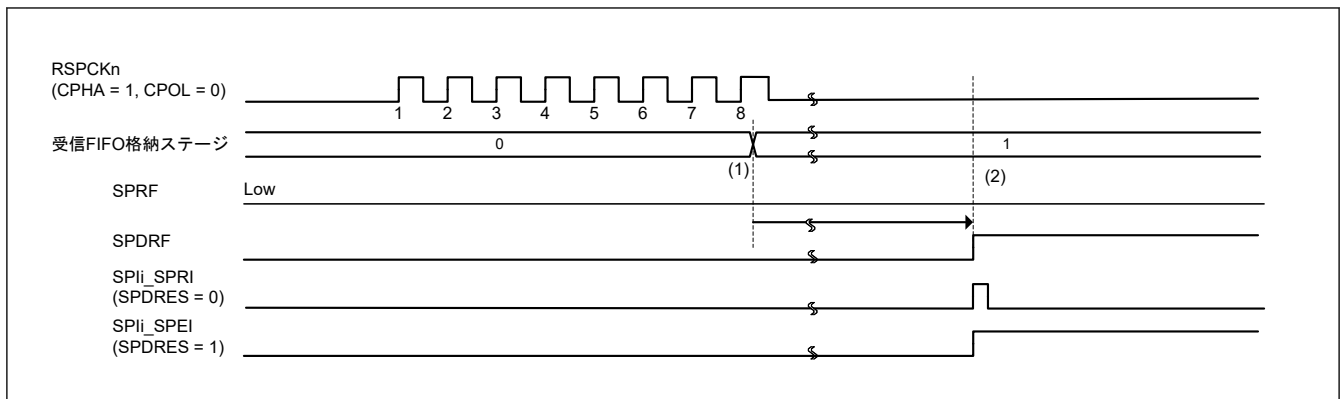 RSPCKn
(CPHA = 1, CPOL = 0)
1 2 3 4 5 6 7 8
受信FIFO格納ステージ
0
1
(1)
(2)
SPRF
Low
SPDRF
SPIi_SPRI
(SPDRES = 0)
SPIi_SPEI
(SPDRES = 1)